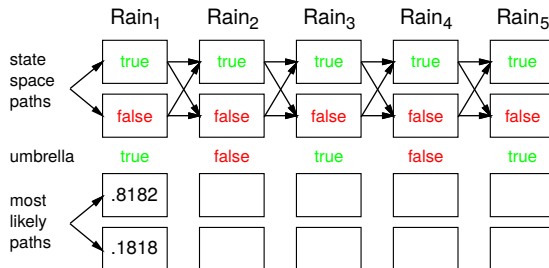 Rain1 Rain2 Rain3 Rain4 Rain5
state space paths
true true true true true
false false false false false
umbrella true false true false true
most likely paths
.8182
.1818